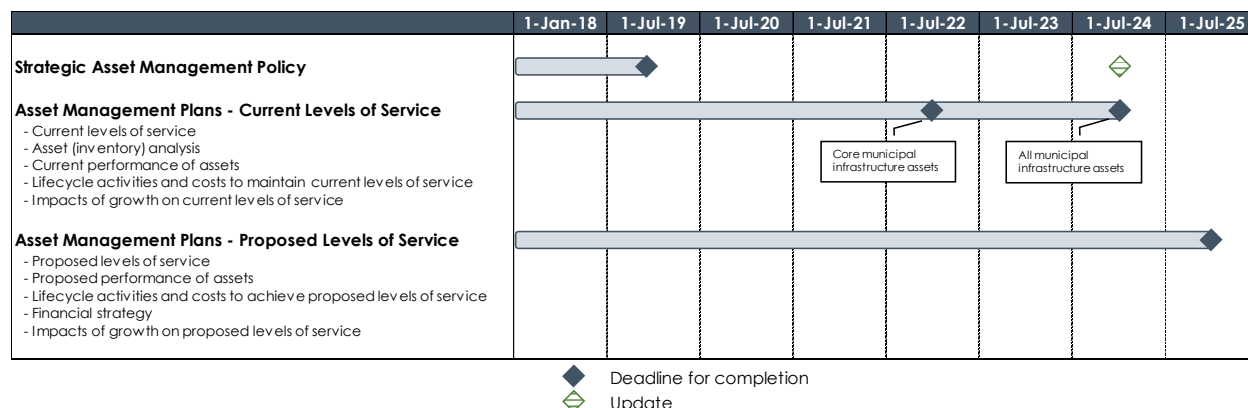 1-Jan-18 1-Jul-19 1-Jul-20 1-Jul-21 1-Jul-22 1-Jul-23 1-Jul-24 1-Jul-25
Strategic Asset Management Policy
Asset Management Plans - Current Levels of Service
- Current levels of service
- Asset (inventory) analysis
- Current performance of assets
- Lifecycle activities and costs to maintain current levels of service
- Impacts of growth on current levels of service
Core municipal
infrastructure assets
All municipal
infrastructure assets
Asset Management Plans - Proposed Levels of Service
- Proposed levels of service
- Proposed performance of assets
- Lifecycle activities and costs to achieve proposed levels of service
- Financial strategy
- Impacts of growth on proposed levels of service
Deadline for completion
Update